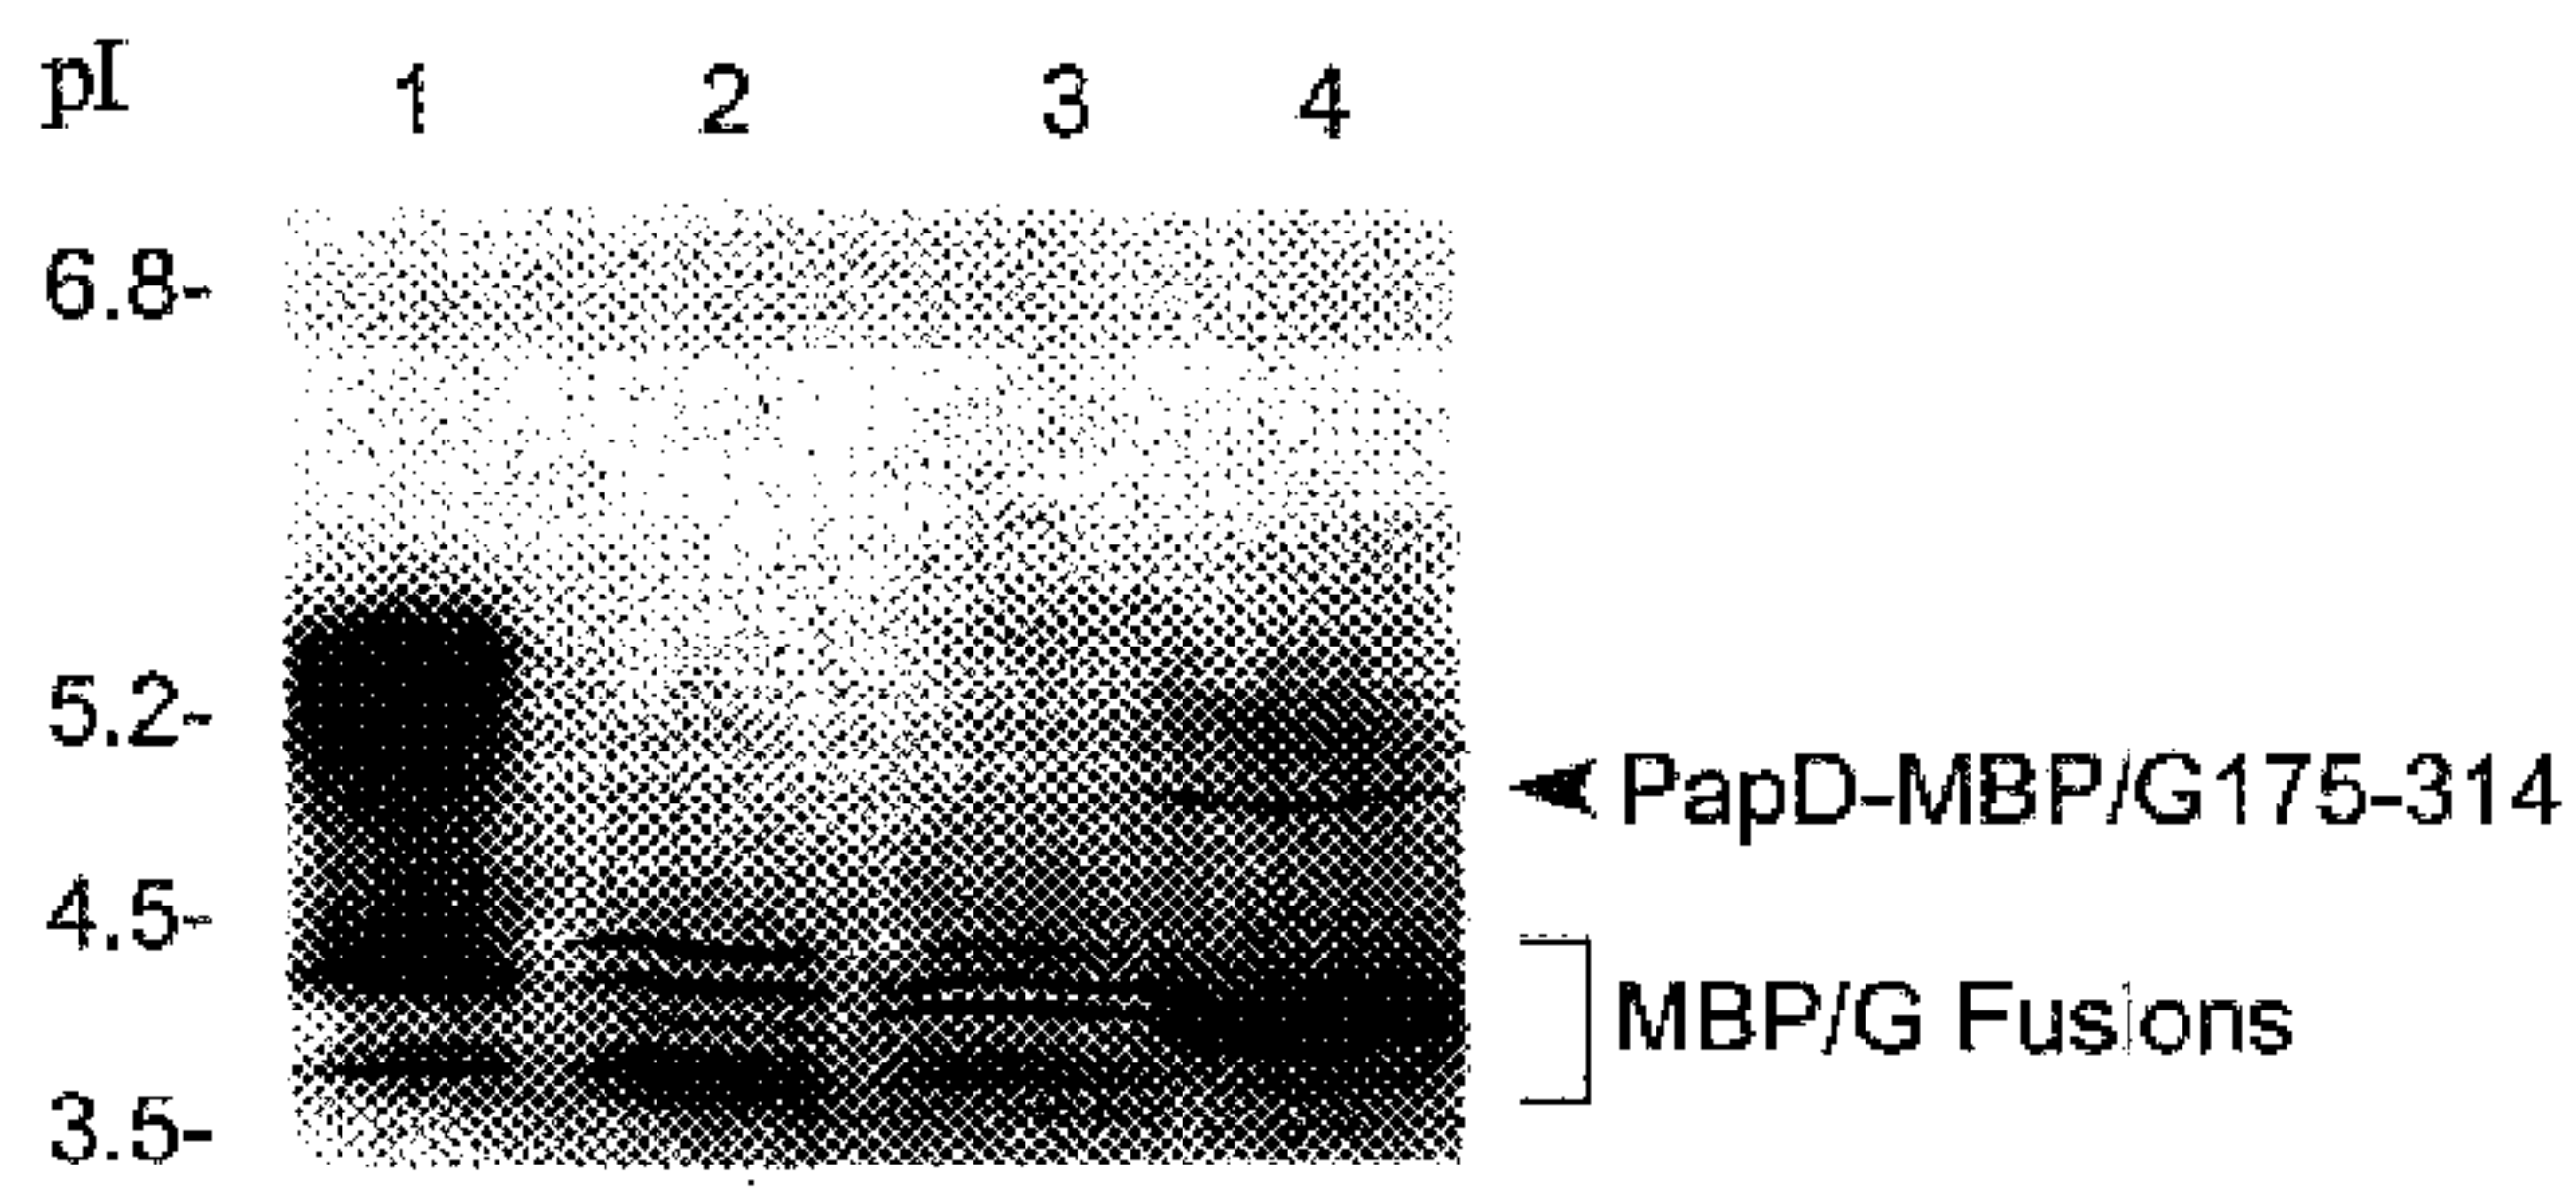 pI 1 2 3 4
6.8-
5.2-
PapD-MBP/G175-314
4.5-
MBP/G Fusions
3.5-